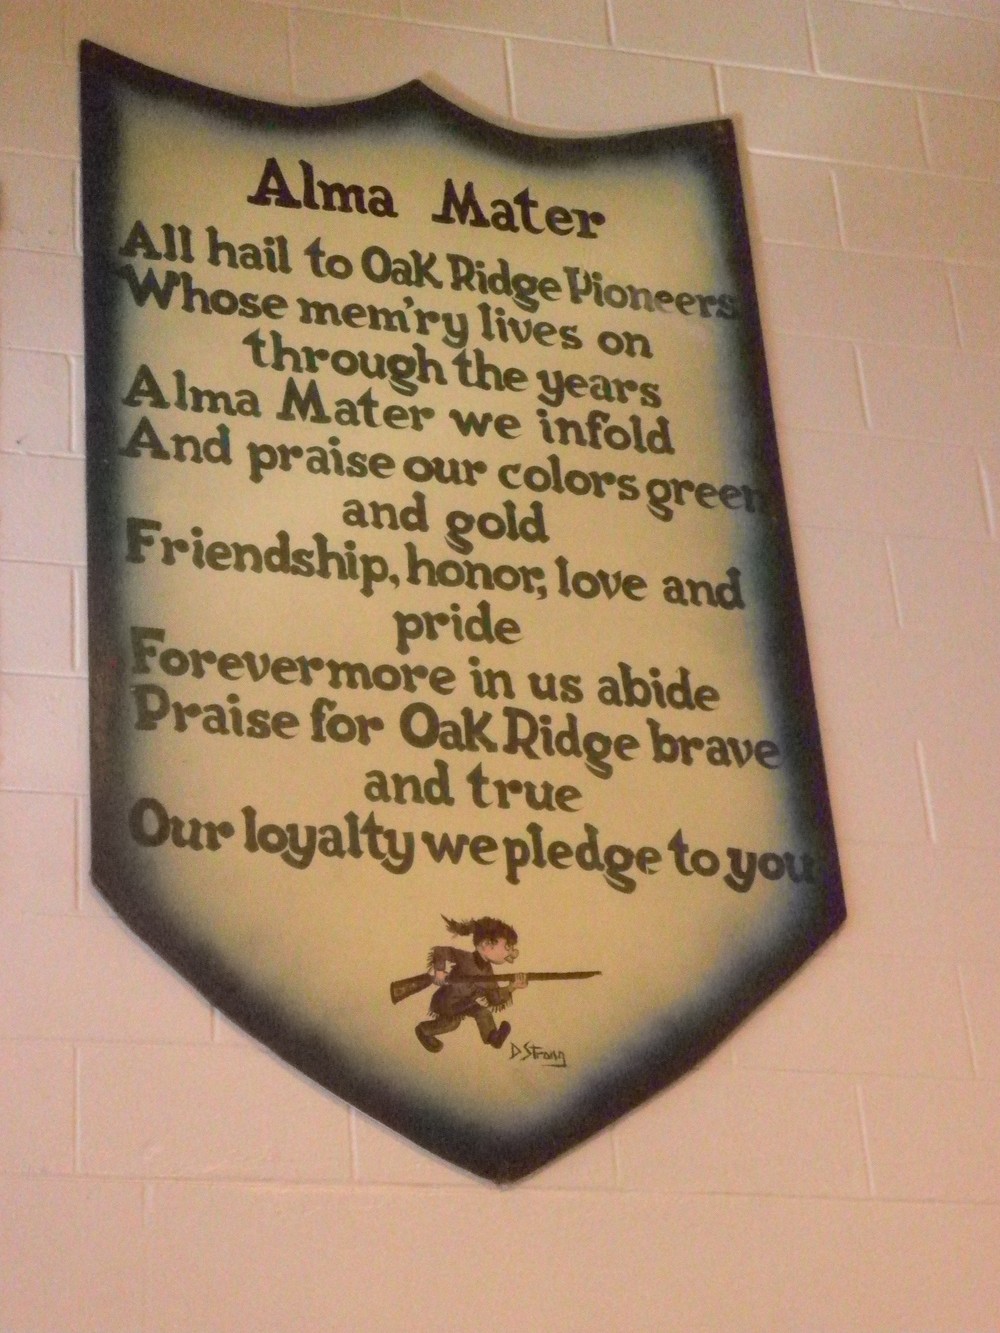 Alma Mater
All hail to Oak Ridge Pioneers
Whose mem'ry lives on
through the years
Alma Mater we infold
And praise our colors green
and gold
Friendship, honor, love and
pride
Forevermore in us abide
Praise for Oak Ridge brave
and true
Our loyalty we pledge to you
D. Strong